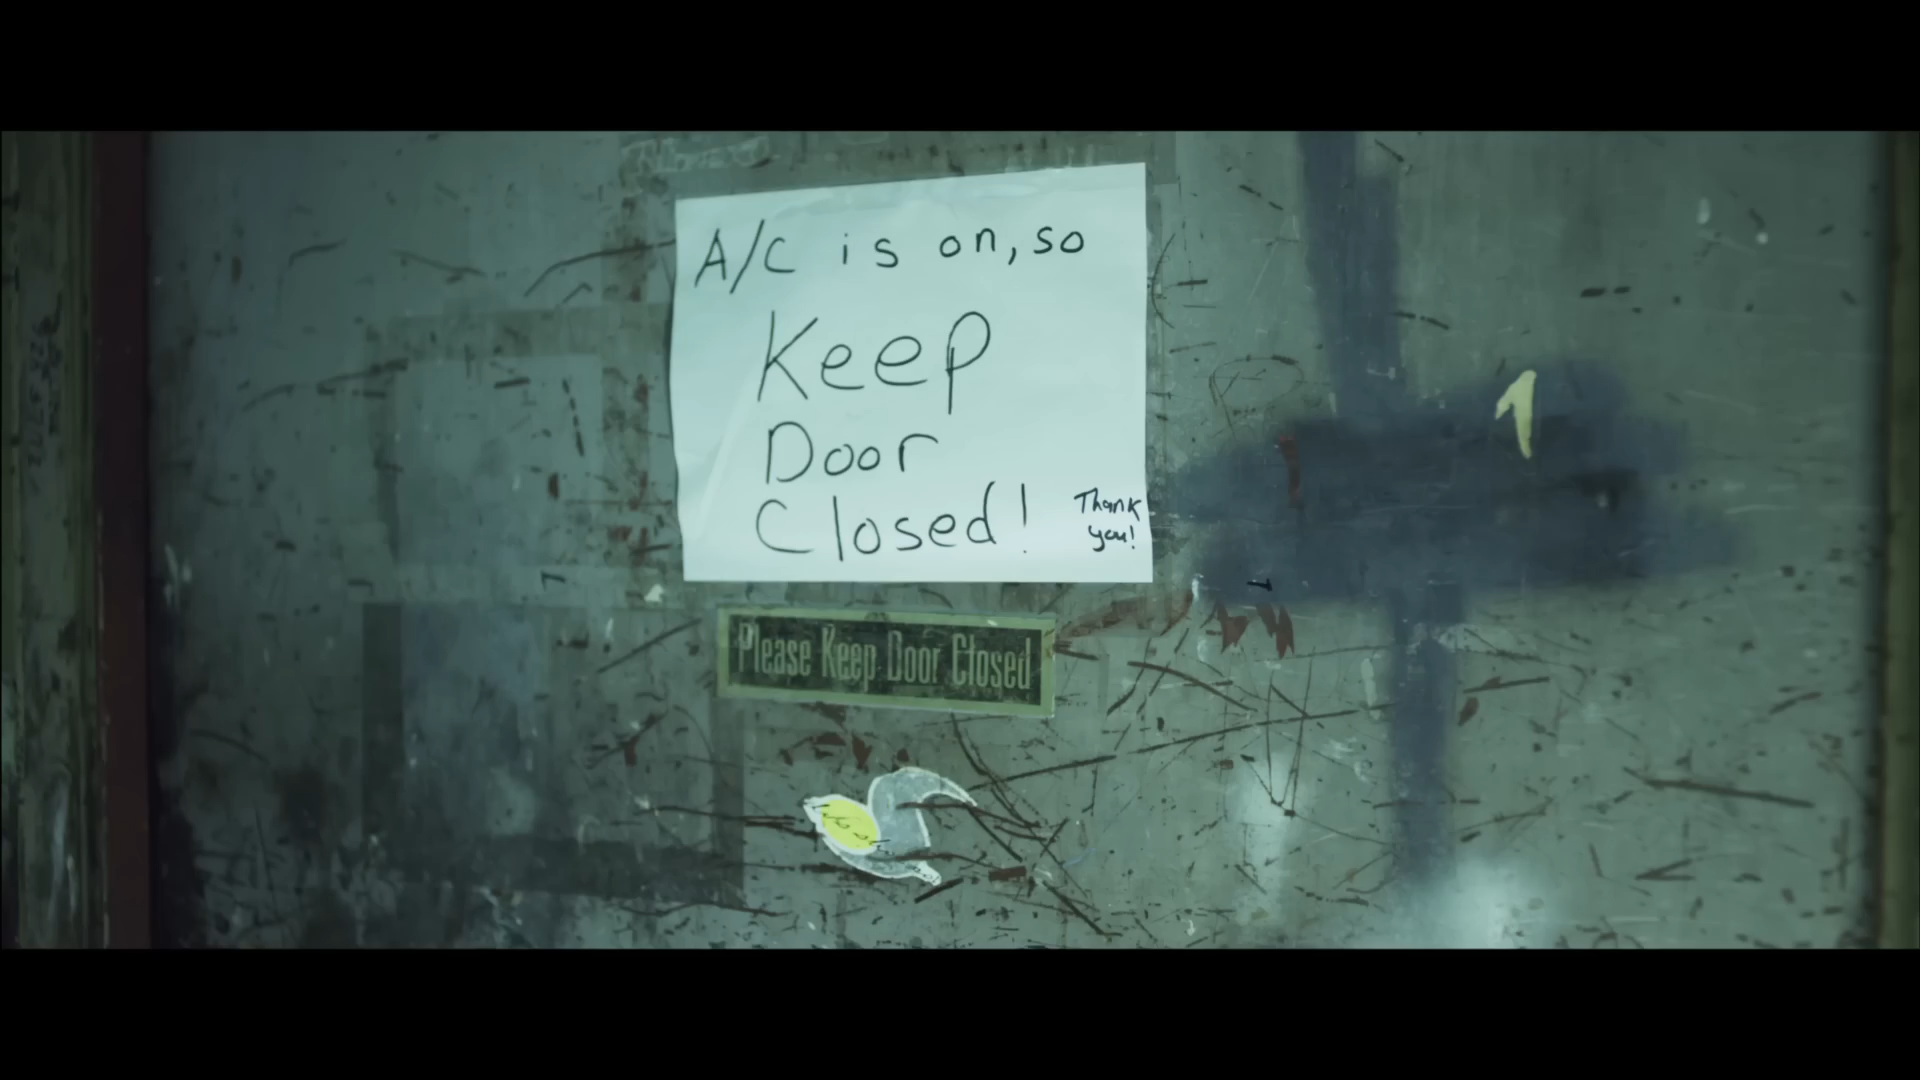 A/C is on, so
Keep
Door
Closed!
Thank
you!
Please Keep Door Closed